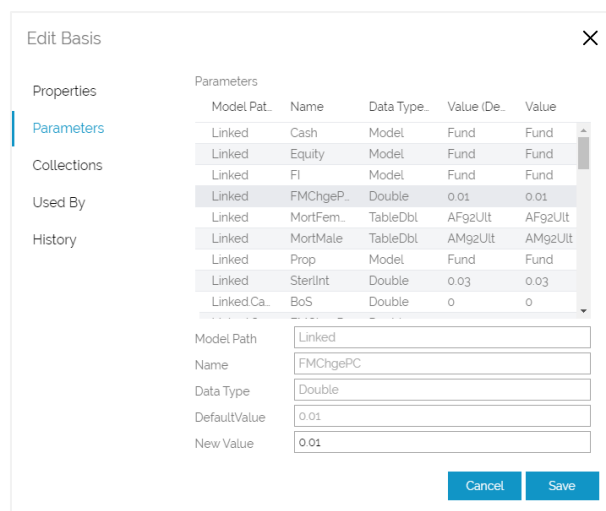 Edit Basis
Properties
Parameters
Collections
Used By
History
Parameters
Model Pat... Name Data Type... Value (De... Value
Linked Cash Model Fund Fund
Linked Equity Model Fund Fund
Linked FI Model Fund Fund
Linked FMChgeP... Double 0.01 0.01
Linked MortFem... TableDbl AF92Ult AF92Ult
Linked MortMale TableDbl AM92Ult AM92Ult
Linked Prop Model Fund Fund
Linked SterlInt Double 0.03 0.03
Linked.Ca... BoS Double 0 0
Model Path Linked
Name FMChgePC
Data Type Double
DefaultValue 0.01
New Value 0.01
Cancel Save